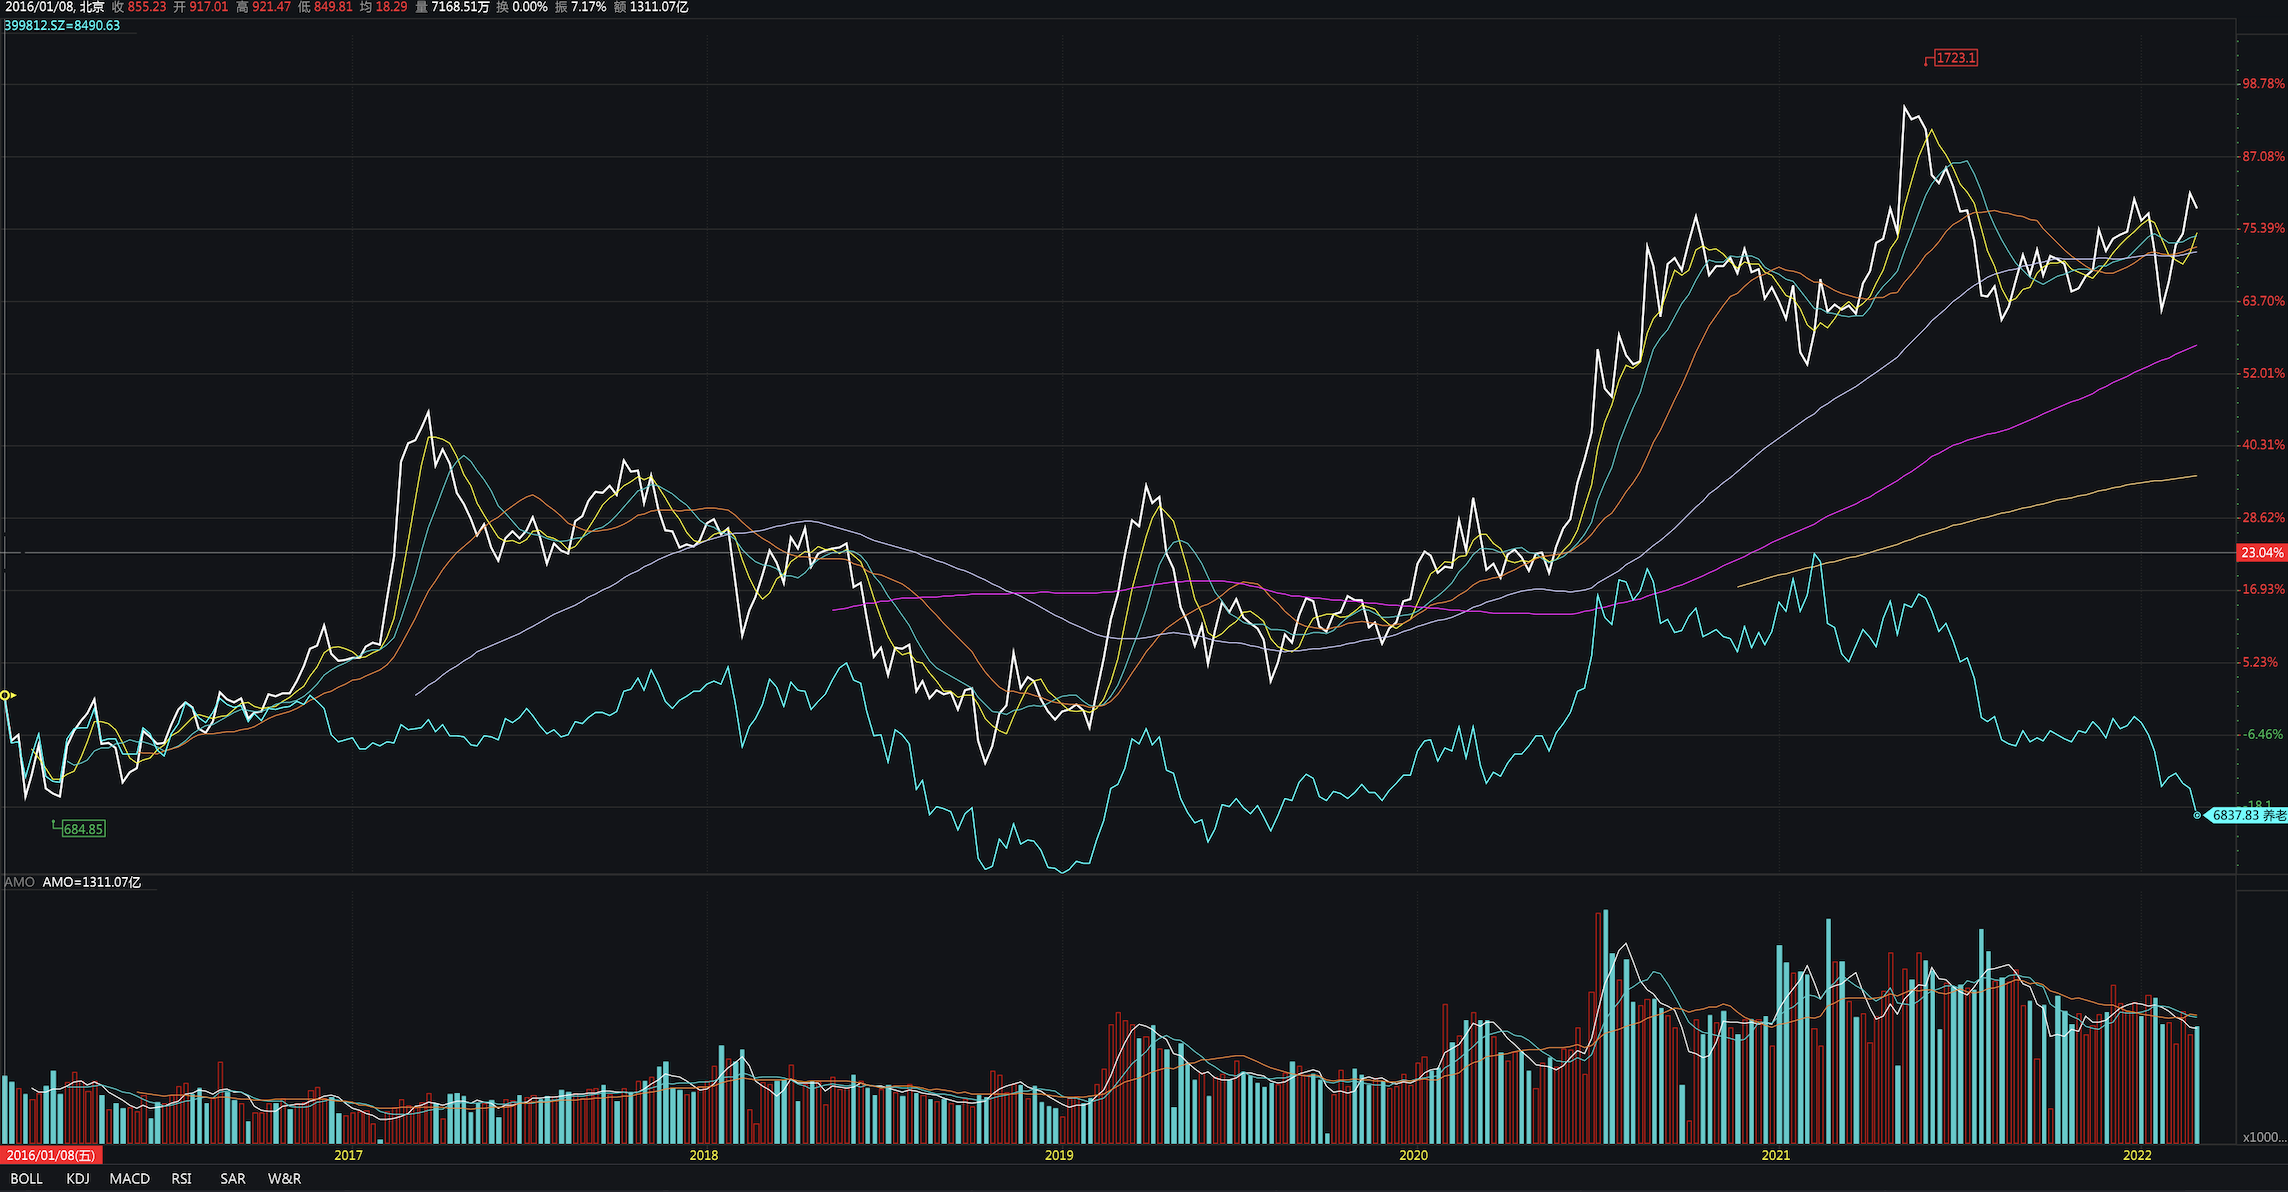 2016/01/08, 北京 收 855.23 开 917.01 高 921.47 低 849.81 均 18.29 量 7168.51万 换 0.00% 振 7.17% 额 1311.07亿
399812.SZ=8490.63
1723.1
98.78%
87.08%
75.39%
63.70%
52.01%
40.31%
28.62%
23.04%
16.93%
5.23%
-6.46%
6837.83 养老
684.85
AMO AMO=1311.07亿
x1000...
2016/01/08(五) 2017 2018 2019 2020 2021 2022
BOLL KDJ MACD RSI SAR W&R